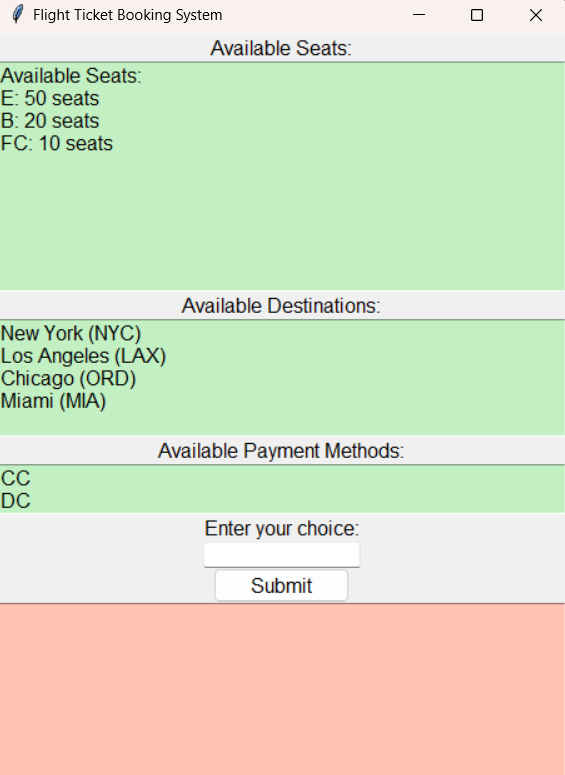 Flight Ticket Booking System
Available Seats:
Available Seats:
E: 50 seats
B: 20 seats
FC: 10 seats
Available Destinations:
New York (NYC)
Los Angeles (LAX)
Chicago (ORD)
Miami (MIA)
Available Payment Methods:
CC
DC
Enter your choice:
Submit